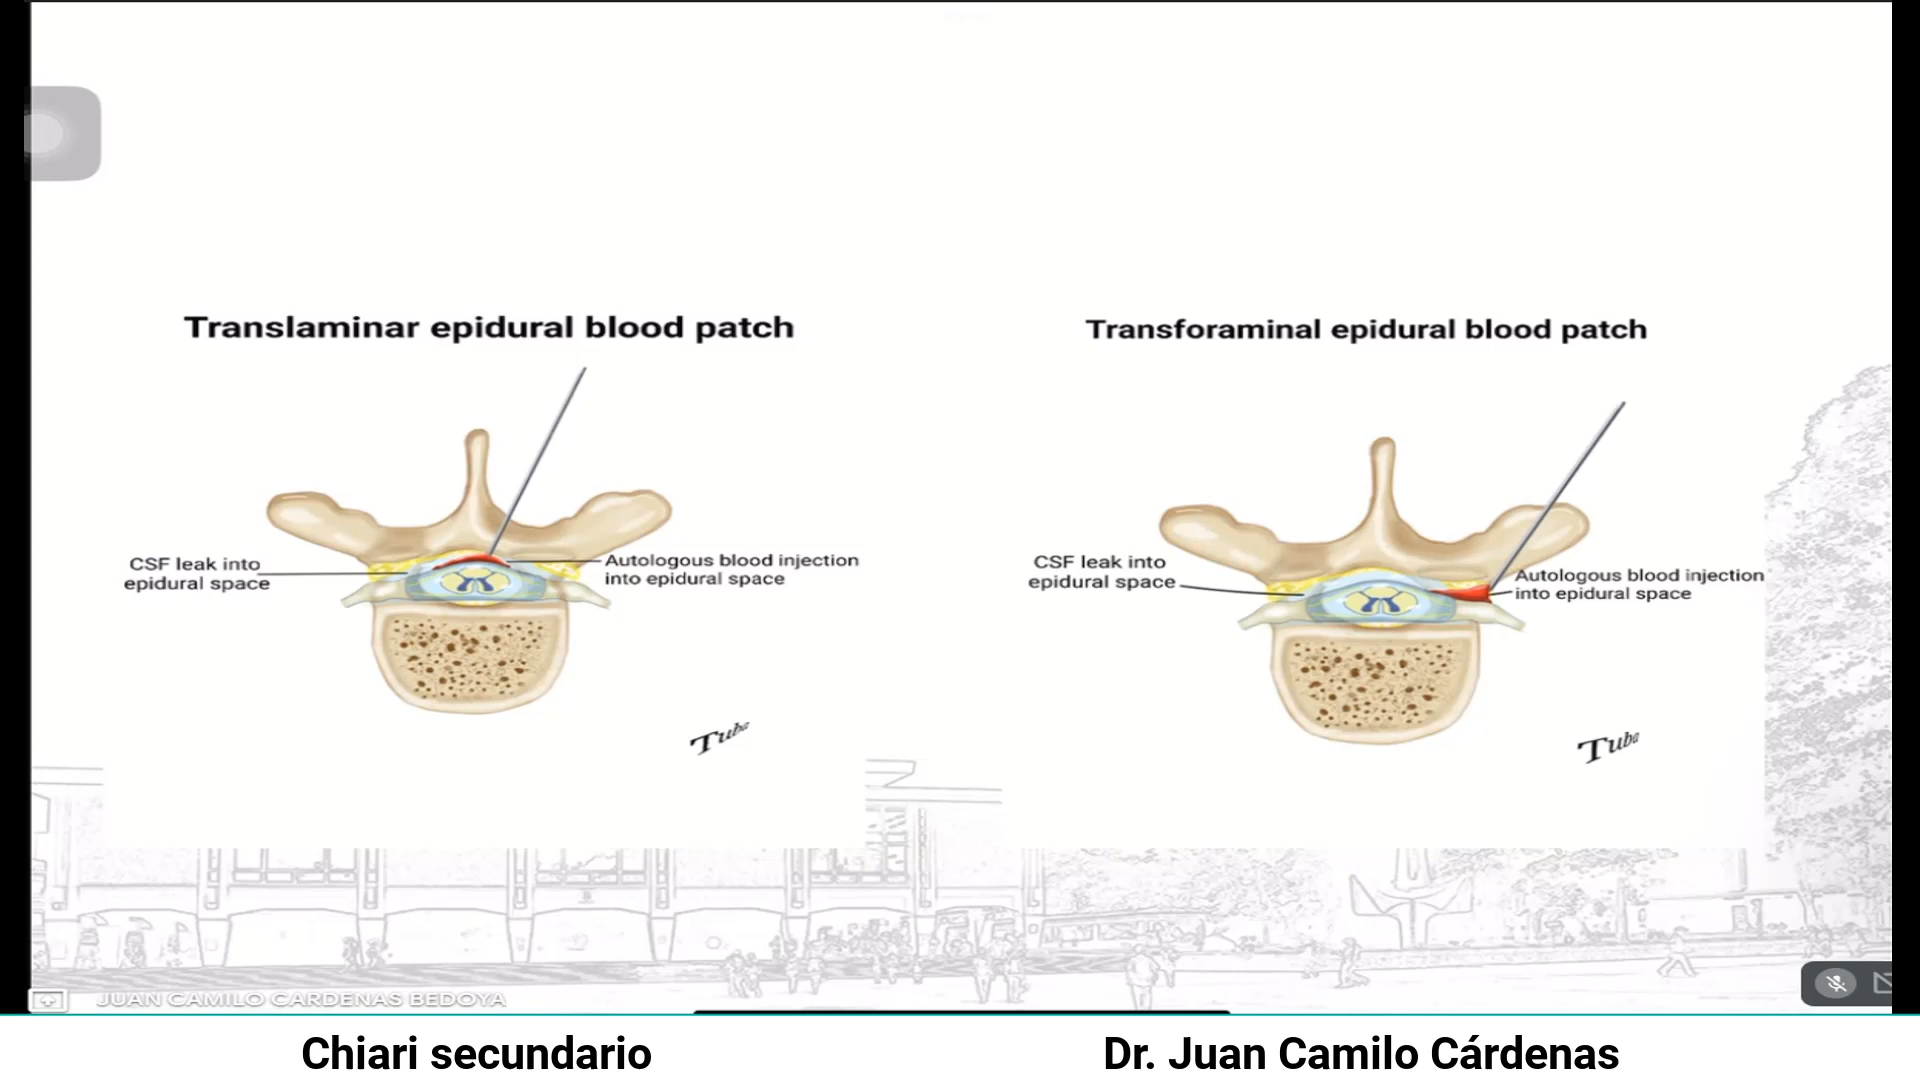 Translaminar epidural blood patch
CSF leak into
epidural space
Autologous blood injection
into epidural space
Tuba
Transforaminal epidural blood patch
CSF leak into
epidural space
Autologous blood injection
into epidural space
Tuba
JUAN CAMILO CARDENAS BEDOYA
Chiari secundario
Dr. Juan Camilo Cárdenas